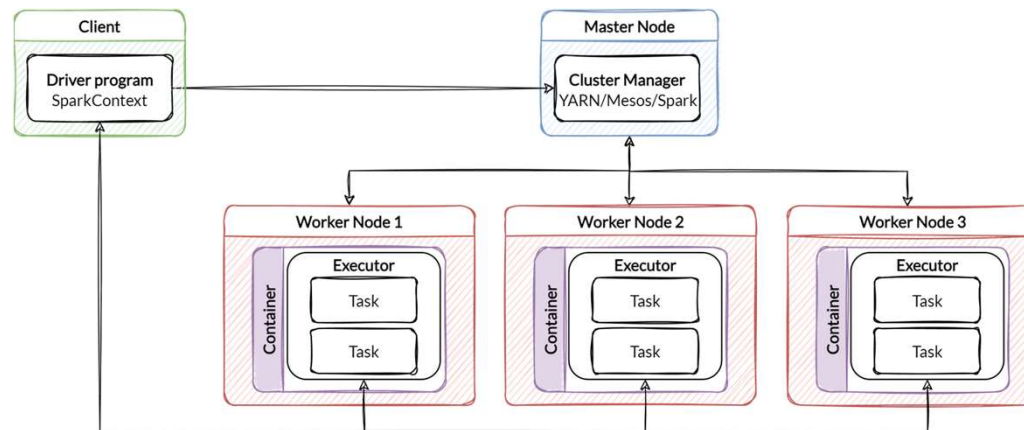 Client
Driver program
SparkContext
Master Node
Cluster Manager
YARN/Mesos/Spark
Worker Node 1
Container
Executor
Task
Task
Worker Node 2
Container
Executor
Task
Task
Worker Node 3
Container
Executor
Task
Task